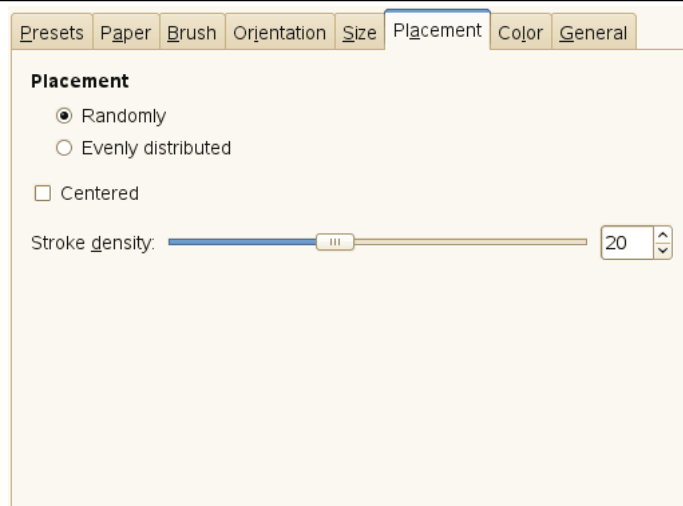 Presets Paper Brush Orientation Size Placement Color General
Placement
Randomly
Evenly distributed
Centered
Stroke density: 20